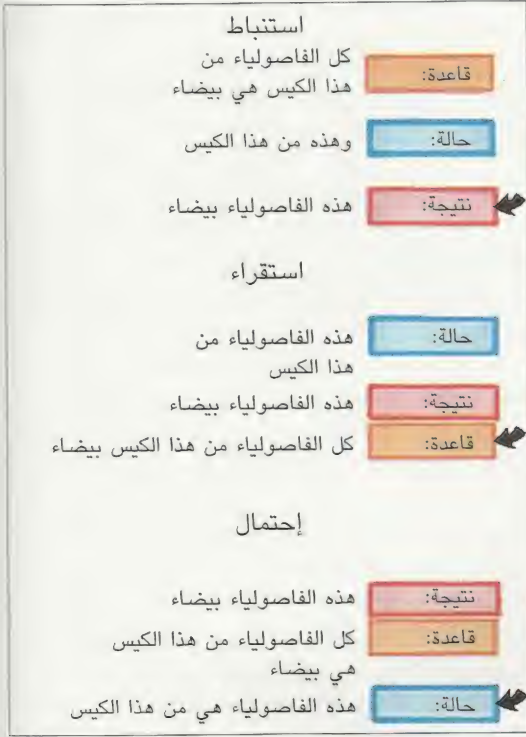 استنباط
قاعدة: كل الفاصولياء من
هذا الكيس هي بيضاء
حالة: وهذه من هذا الكيس
نتيجة: هذه الفاصولياء بيضاء
استقراء
حالة: هذه الفاصولياء من
هذا الكيس
نتيجة: هذه الفاصولياء بيضاء
قاعدة: كل الفاصولياء من هذا الكيس بيضاء
إحتمال
نتيجة: هذه الفاصولياء بيضاء
قاعدة: كل الفاصولياء من هذا الكيس
هي بيضاء
حالة: هذه الفاصولياء هي من هذا الكيس